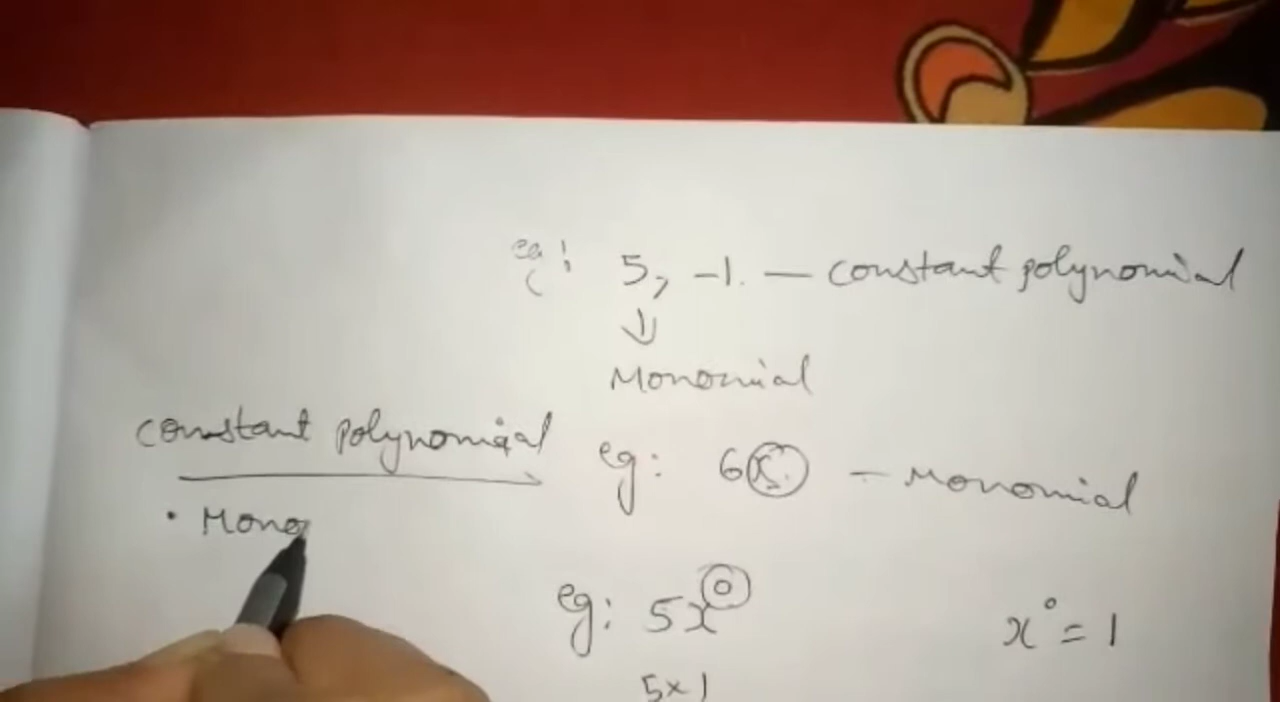 eg: 5, -1. — constant polynomial
⇓
Monomial
constant polynomial
eg: 6x — Monomial
• Mono
eg: 5x⁰
x⁰ = 1
5×1